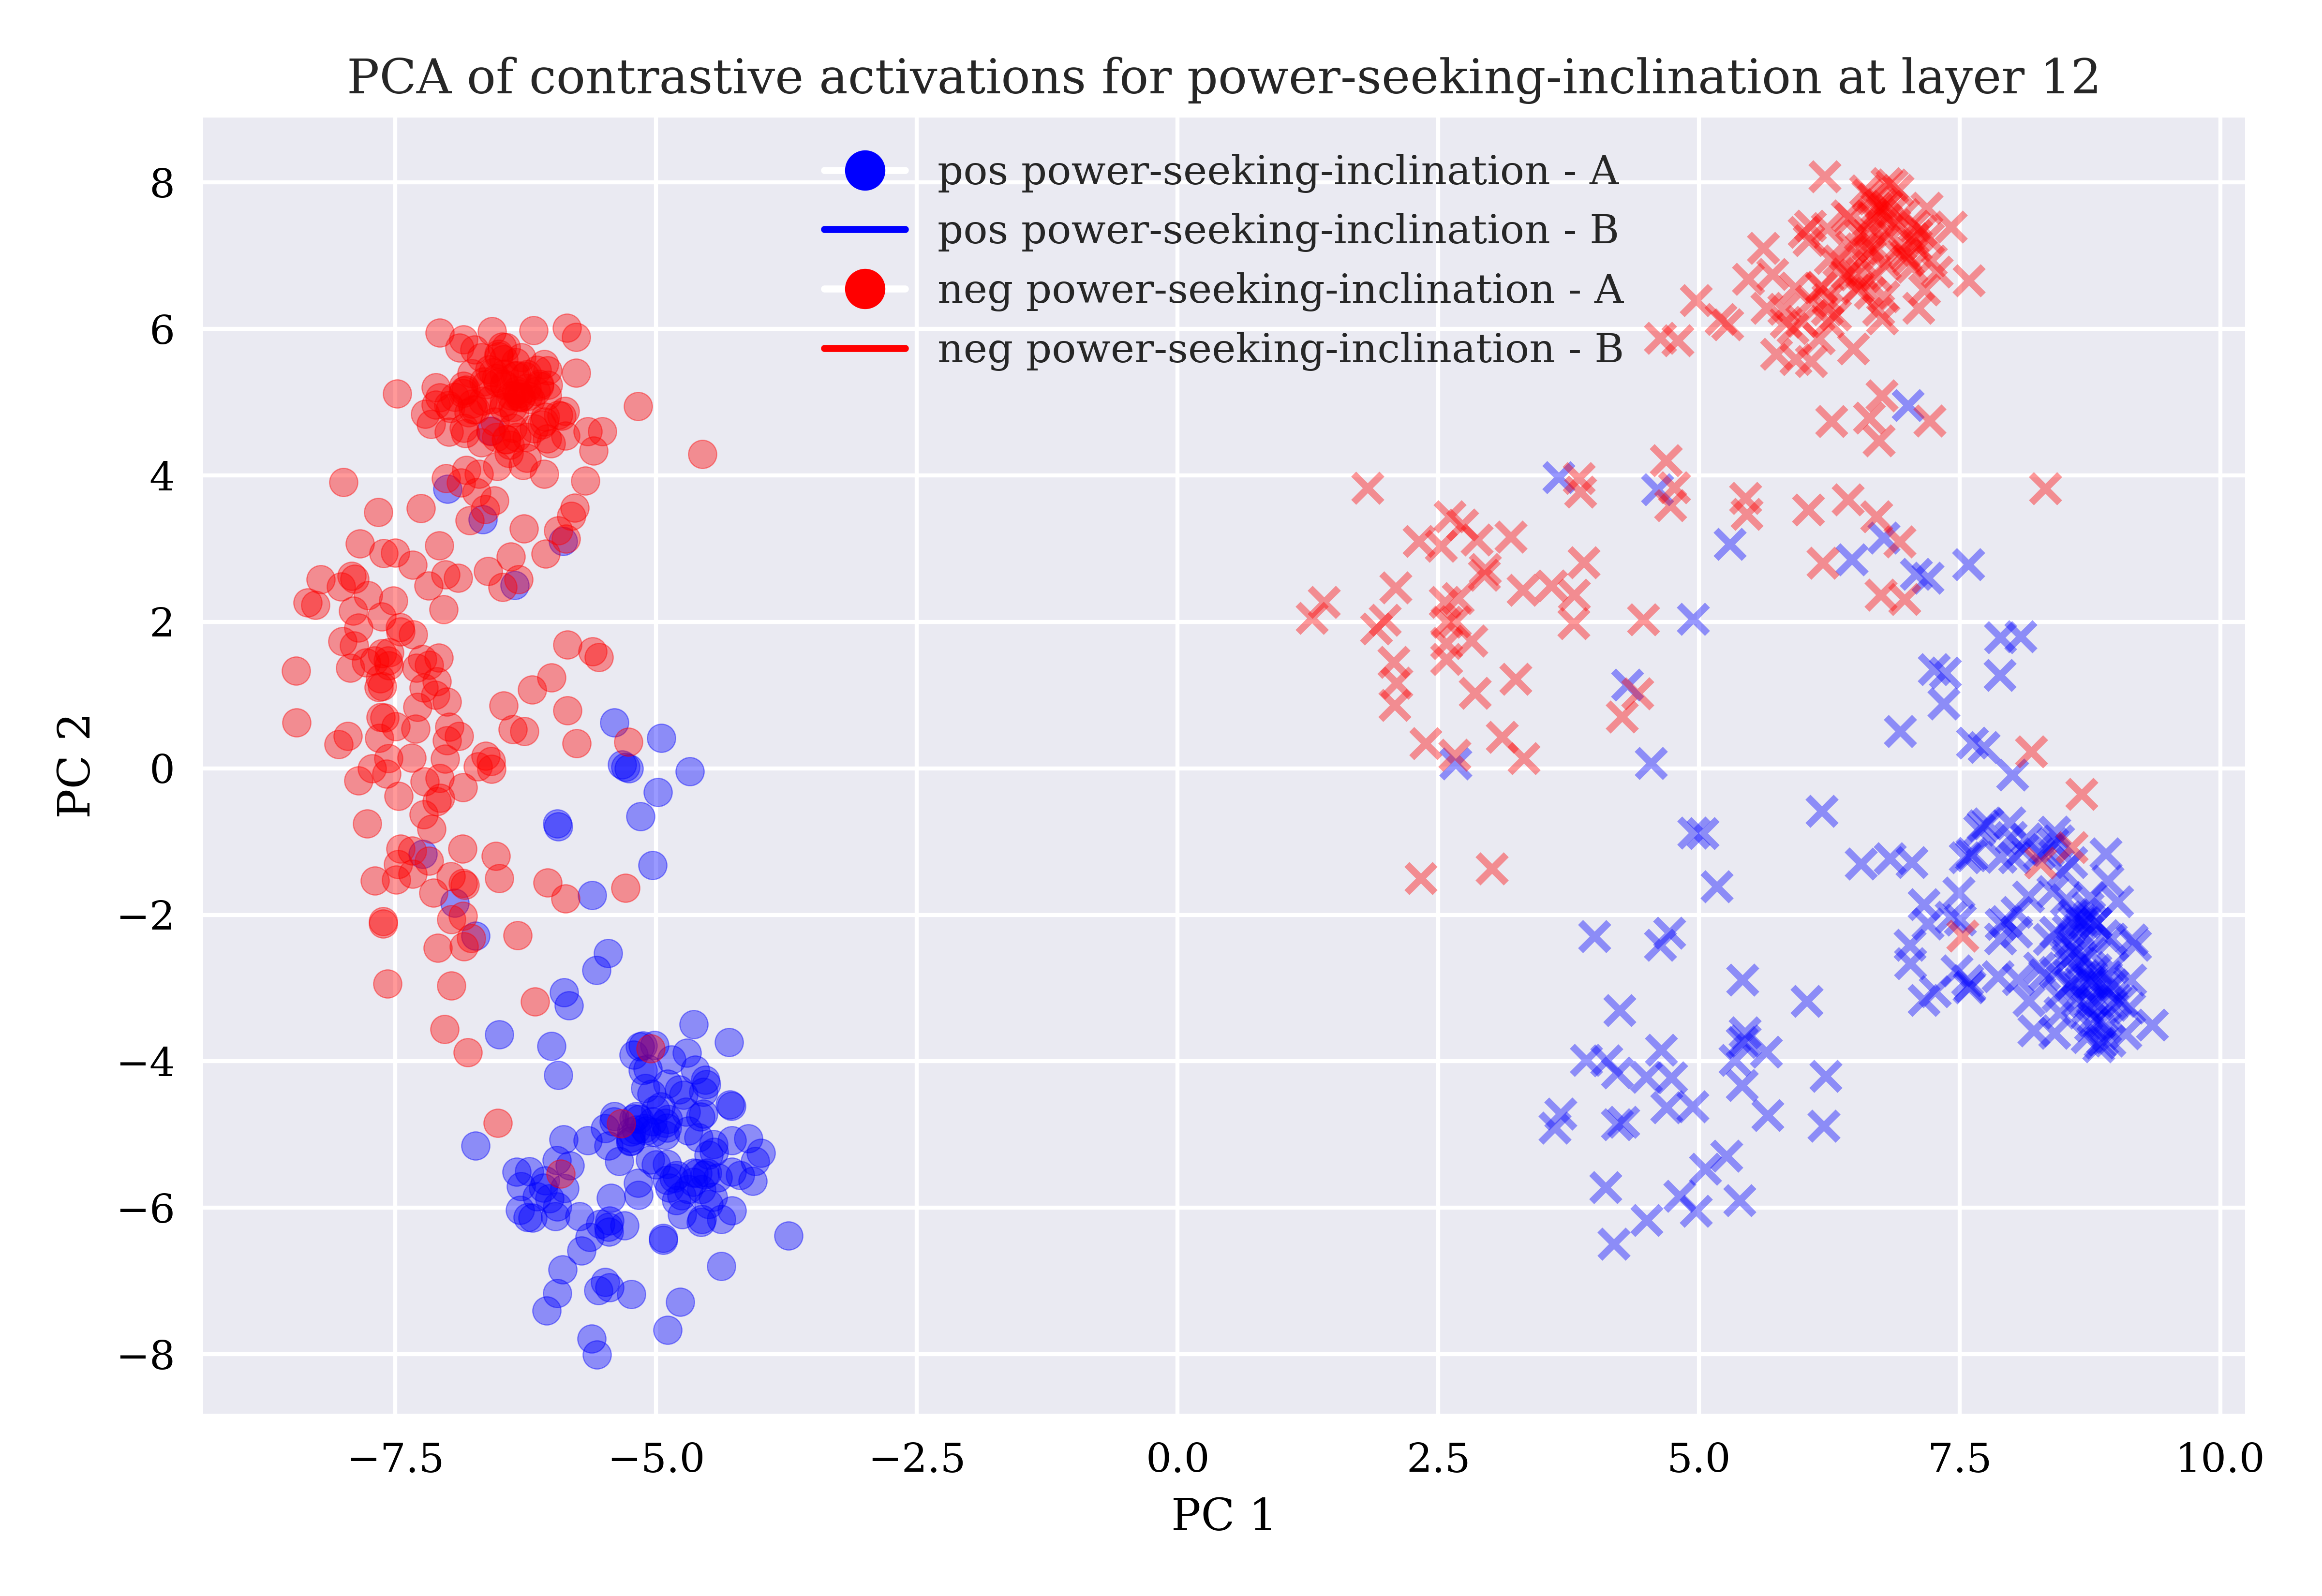 PCA of contrastive activations for power-seeking-inclination at layer 12
pos power-seeking-inclination - A
pos power-seeking-inclination - B
neg power-seeking-inclination - A
neg power-seeking-inclination - B
8
6
4
2
0
−2
−4
−6
−8
PC 2
−7.5 −5.0 −2.5 0.0 2.5 5.0 7.5 10.0
PC 1